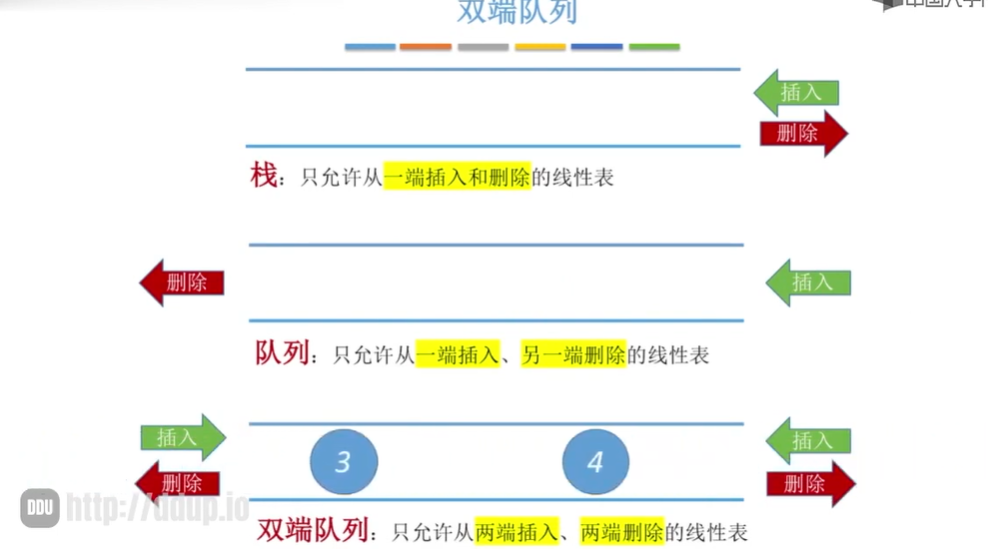 双端队列
插入
删除
栈：只允许从一端插入和删除的线性表
删除
插入
队列：只允许从一端插入、另一端删除的线性表
插入
3
4
插入
删除
删除
DDU http://ddup.io
双端队列：只允许从两端插入、两端删除的线性表